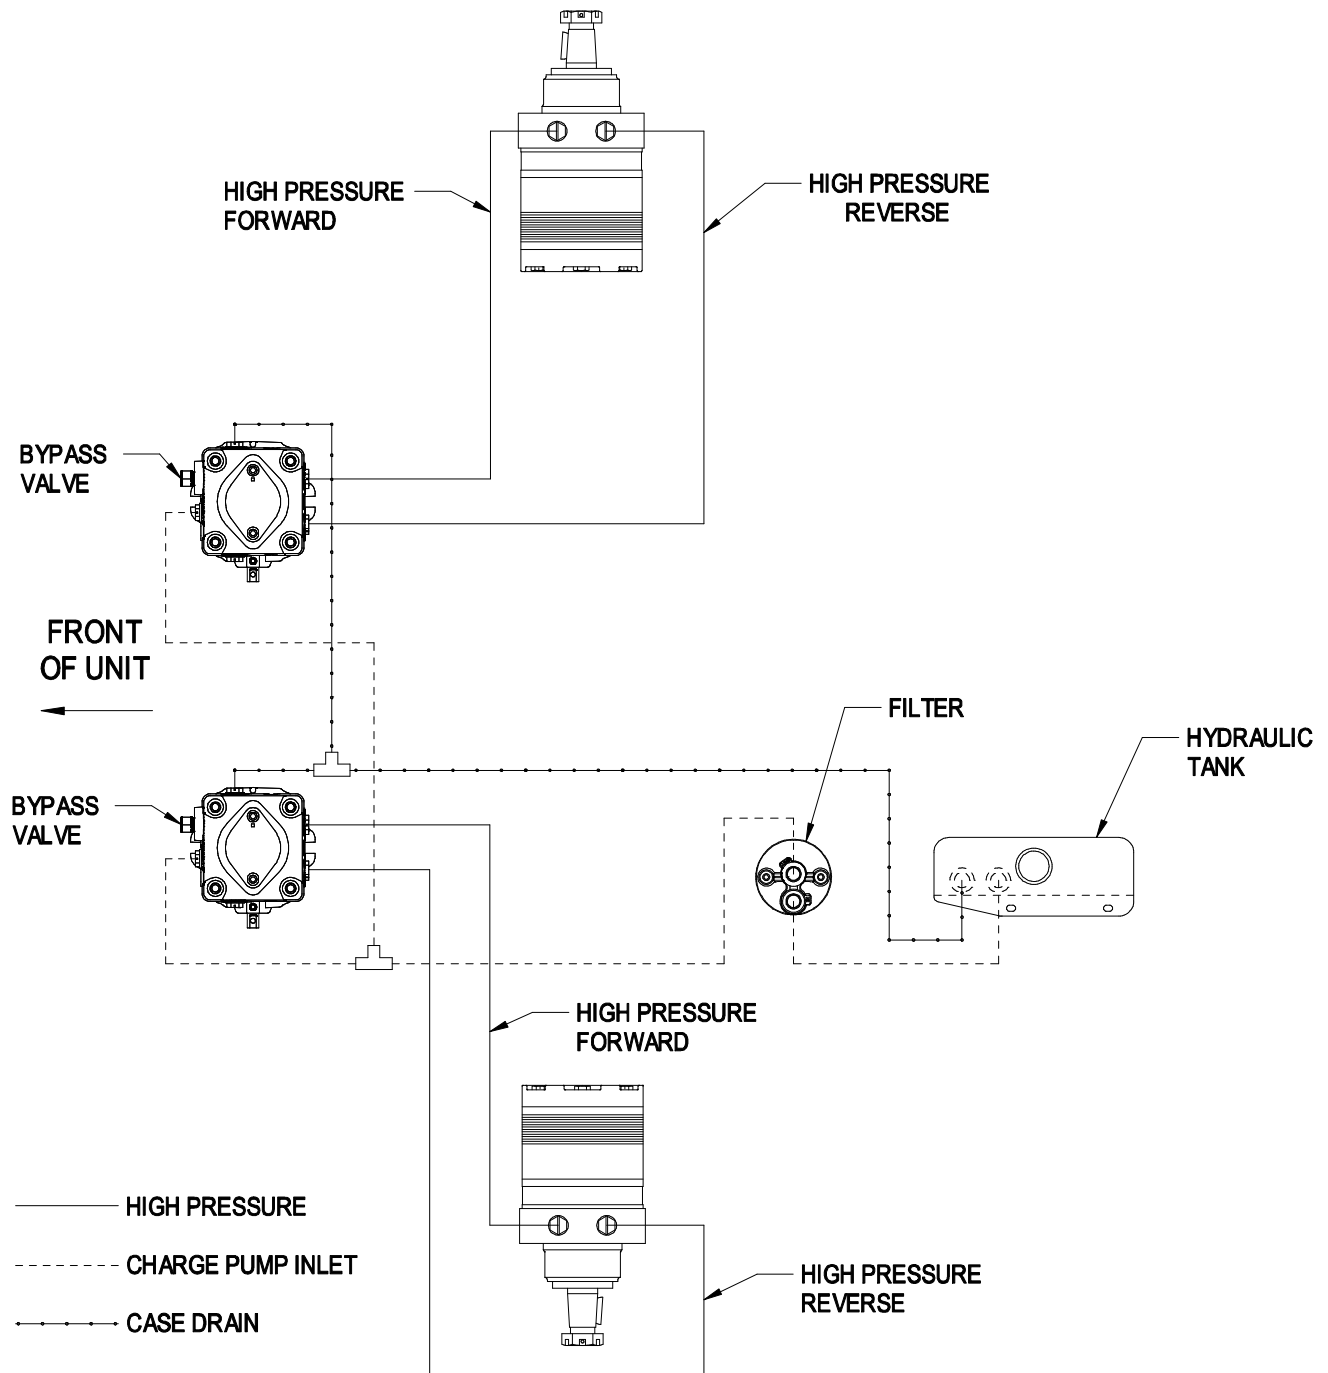 HIGH PRESSURE
FORWARD
HIGH PRESSURE
REVERSE
BYPASS
VALVE
FRONT
OF UNIT
FILTER
HYDRAULIC
TANK
BYPASS
VALVE
HIGH PRESSURE
FORWARD
HIGH PRESSURE
CHARGE PUMP INLET
CASE DRAIN
HIGH PRESSURE
REVERSE